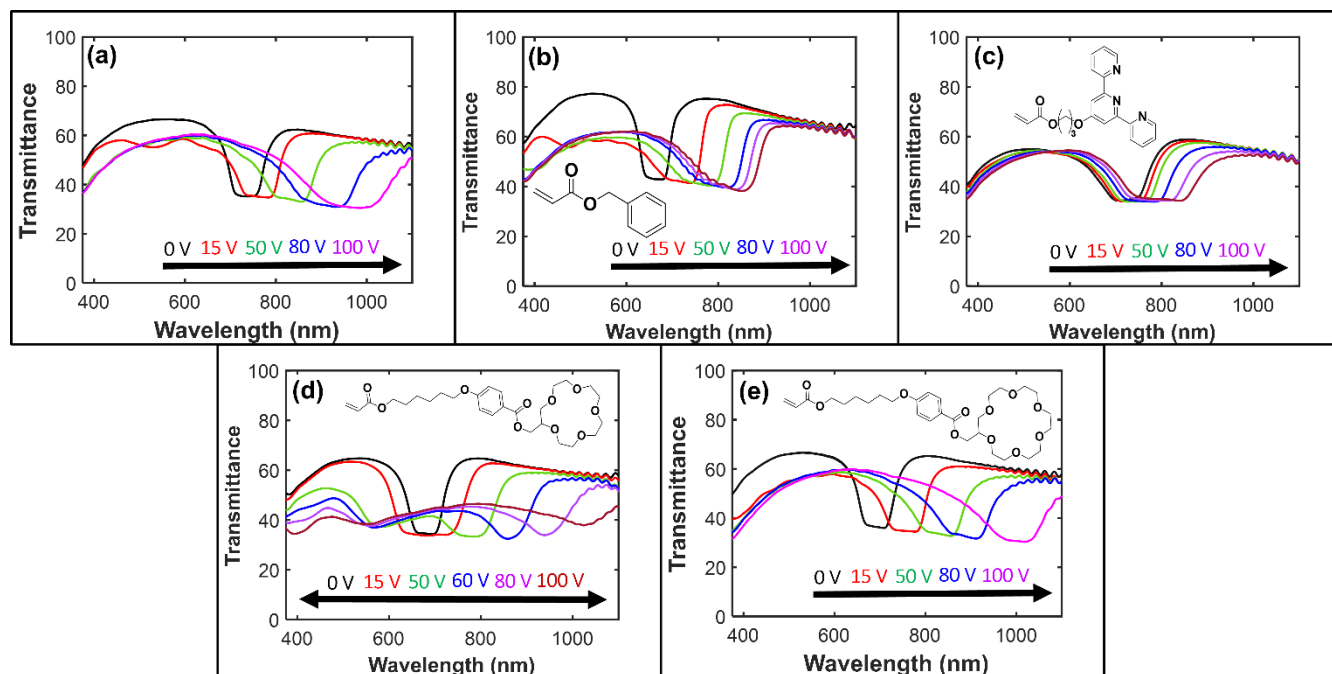 (a)
Transmittance
100
80
60
40
20
0
0 V 15 V 50 V 80 V 100 V
400 600 800 1000
Wavelength (nm)
(b)
Transmittance
100
80
60
40
20
0
O
O
0 V 15 V 50 V 80 V 100 V
400 600 800 1000
Wavelength (nm)
(c)
Transmittance
100
80
60
40
20
0
N
N
N
O
O
O
3
0 V 15 V 50 V 80 V 100 V
400 600 800 1000
Wavelength (nm)
(d)
Transmittance
100
80
60
40
20
0
O
O
O
O
O
O
O
O
O
O
0 V 15 V 50 V 60 V 80 V 100 V
400 600 800 1000
Wavelength (nm)
(e)
Transmittance
100
80
60
40
20
0
O
O
O
O
O
O
O
O
O
O
O
0 V 15 V 50 V 80 V 100 V
400 600 800 1000
Wavelength (nm)